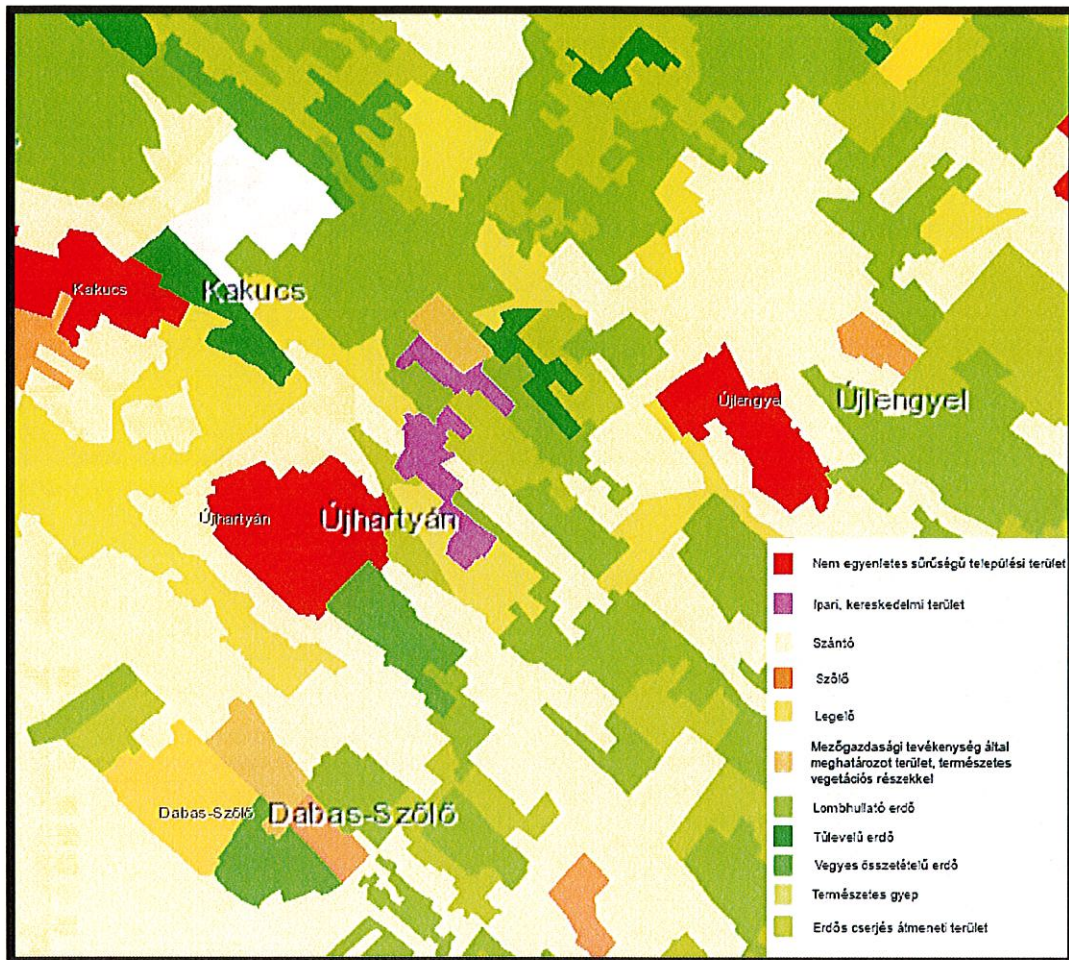 Kakucs
Kakucs
Újlengyel
Újlengyel
Újhartyán
Újhartyán
Dabas-Szőlő
Dabas-Szőlő
Nem egyenletes sűrűségű települési terület
Ipari, kereskedelmi terület
Szántó
Szőlő
Legelő
Mezőgazdasági tevékenység által
meghatározot terület, természetes
vegetációs részekkel
Lombhullató erdő
Tűlevelű erdő
Vegyes összetételű erdő
Természetes gyep
Erdős cserjés átmeneti terület